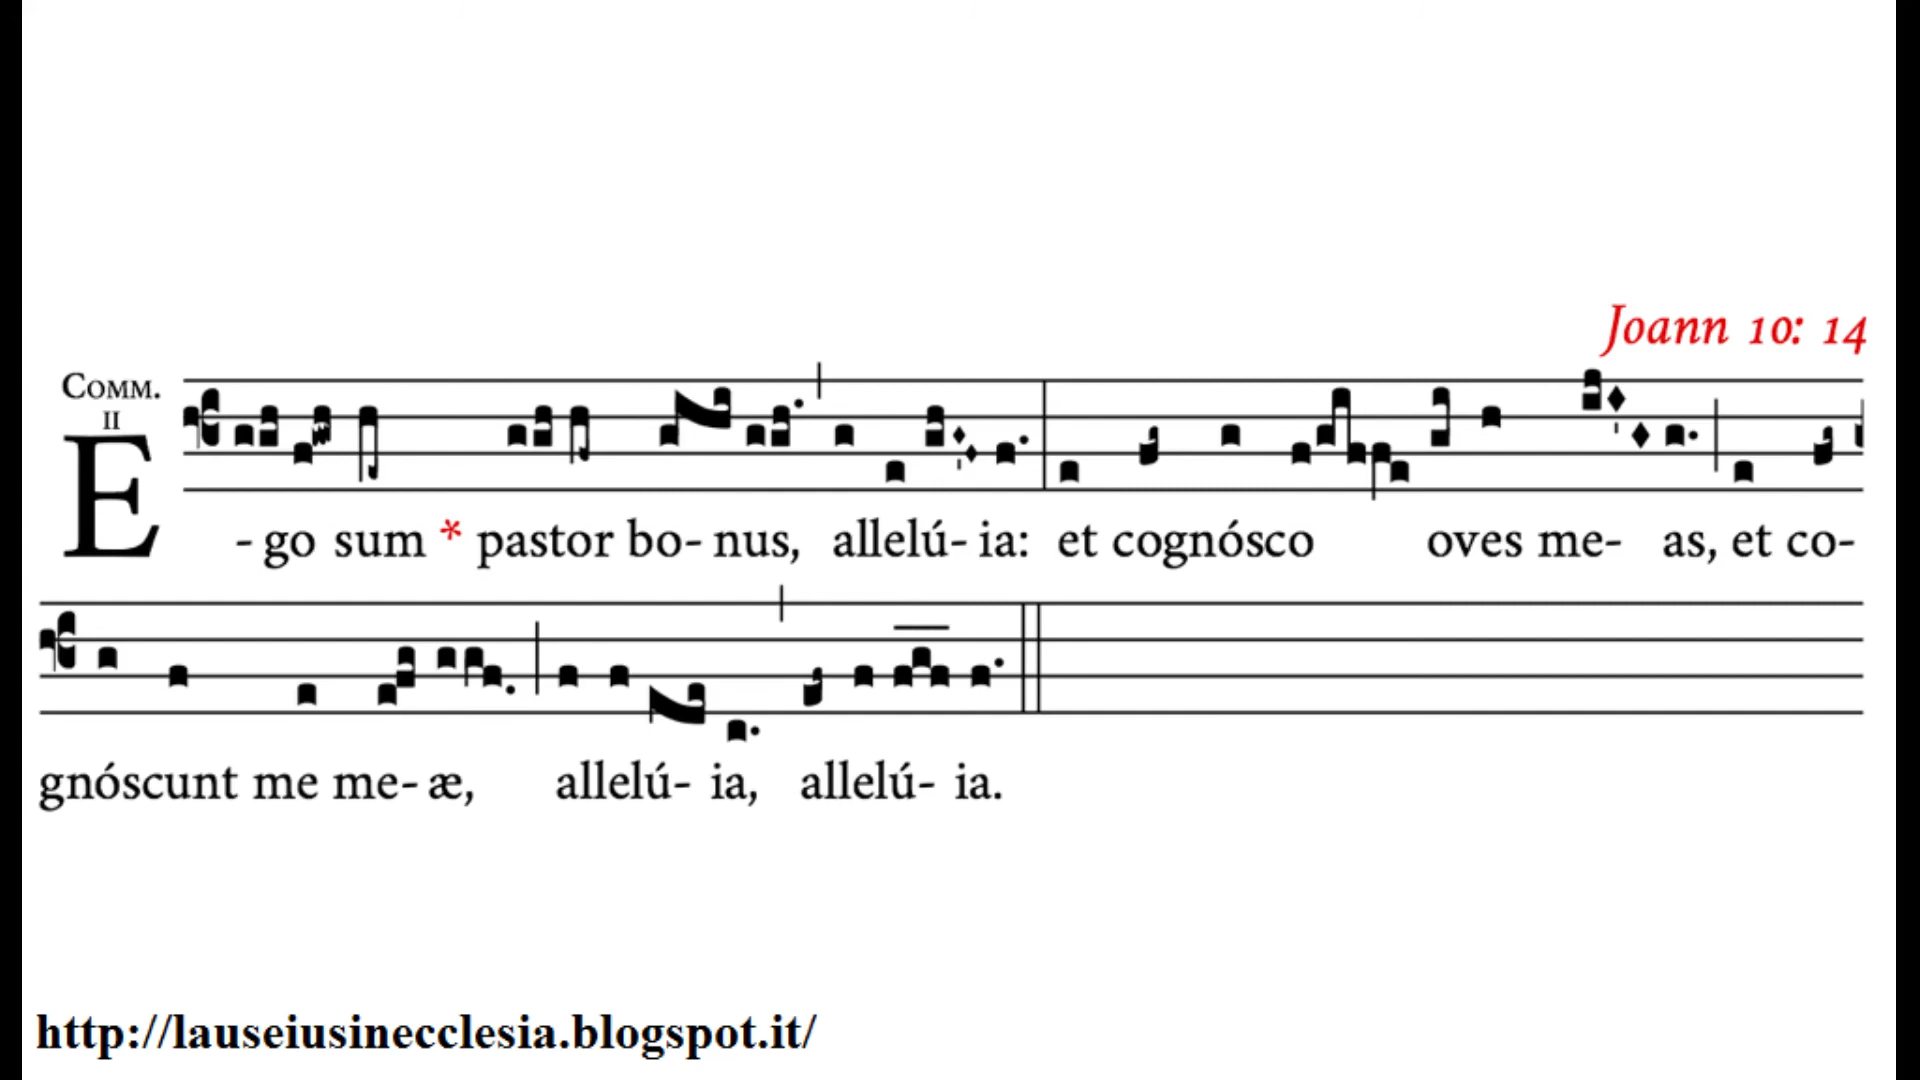 Joann 10: 14
Comm.
II
E-go sum * pastor bo-nus, allelú-ia: et cognósco oves me-as, et co-
gnóscunt me me-æ, allelú-ia, allelú-ia.
http://lauseiusinecclesia.blogspot.it/